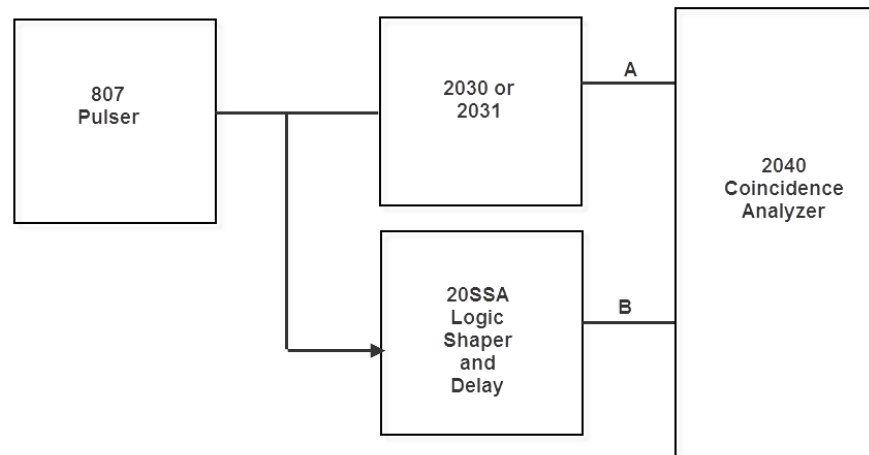 807
Pulser
2030 or
2031
A
2040
Coincidence
Analyzer
20SSA
Logic
Shaper
and
Delay
B